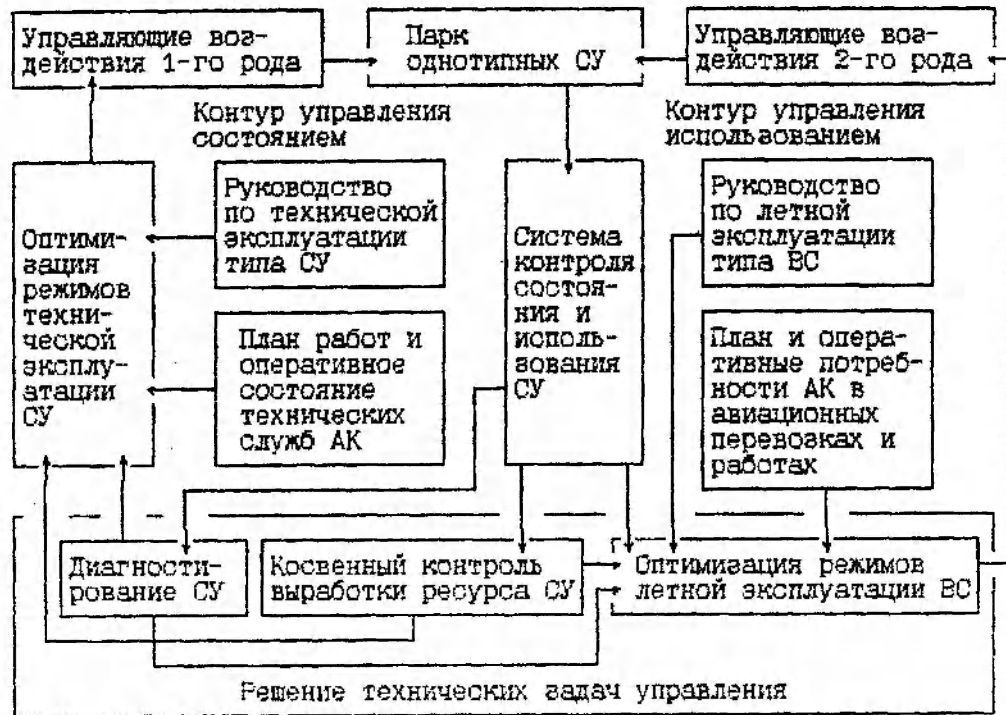 Управляющие воз-
действия 1-го рода
Парк
однотипных СУ
Управляющие воз-
действия 2-го рода
Контур управления
состоянием
Контур управления
использованием
Оптими-
зация
режимов
техни-
ческой
эксплу-
атации
СУ
Руководство
по технической
эксплуатации
типа СУ
План работ и
оперативное
состояние
технических
служб АК
Система
контроля
состоя-
ния и
исполь-
зования
СУ
Руководство
по летной
эксплуатации
типа ВС
План и опера-
тивные потреб-
ности АК в
авиационных
перевозках и
работах
Диагности-
рование СУ
Косвенный контроль
выработки ресурса СУ
Оптимизация режимов
летной эксплуатации ВС
Решение технических задач управления